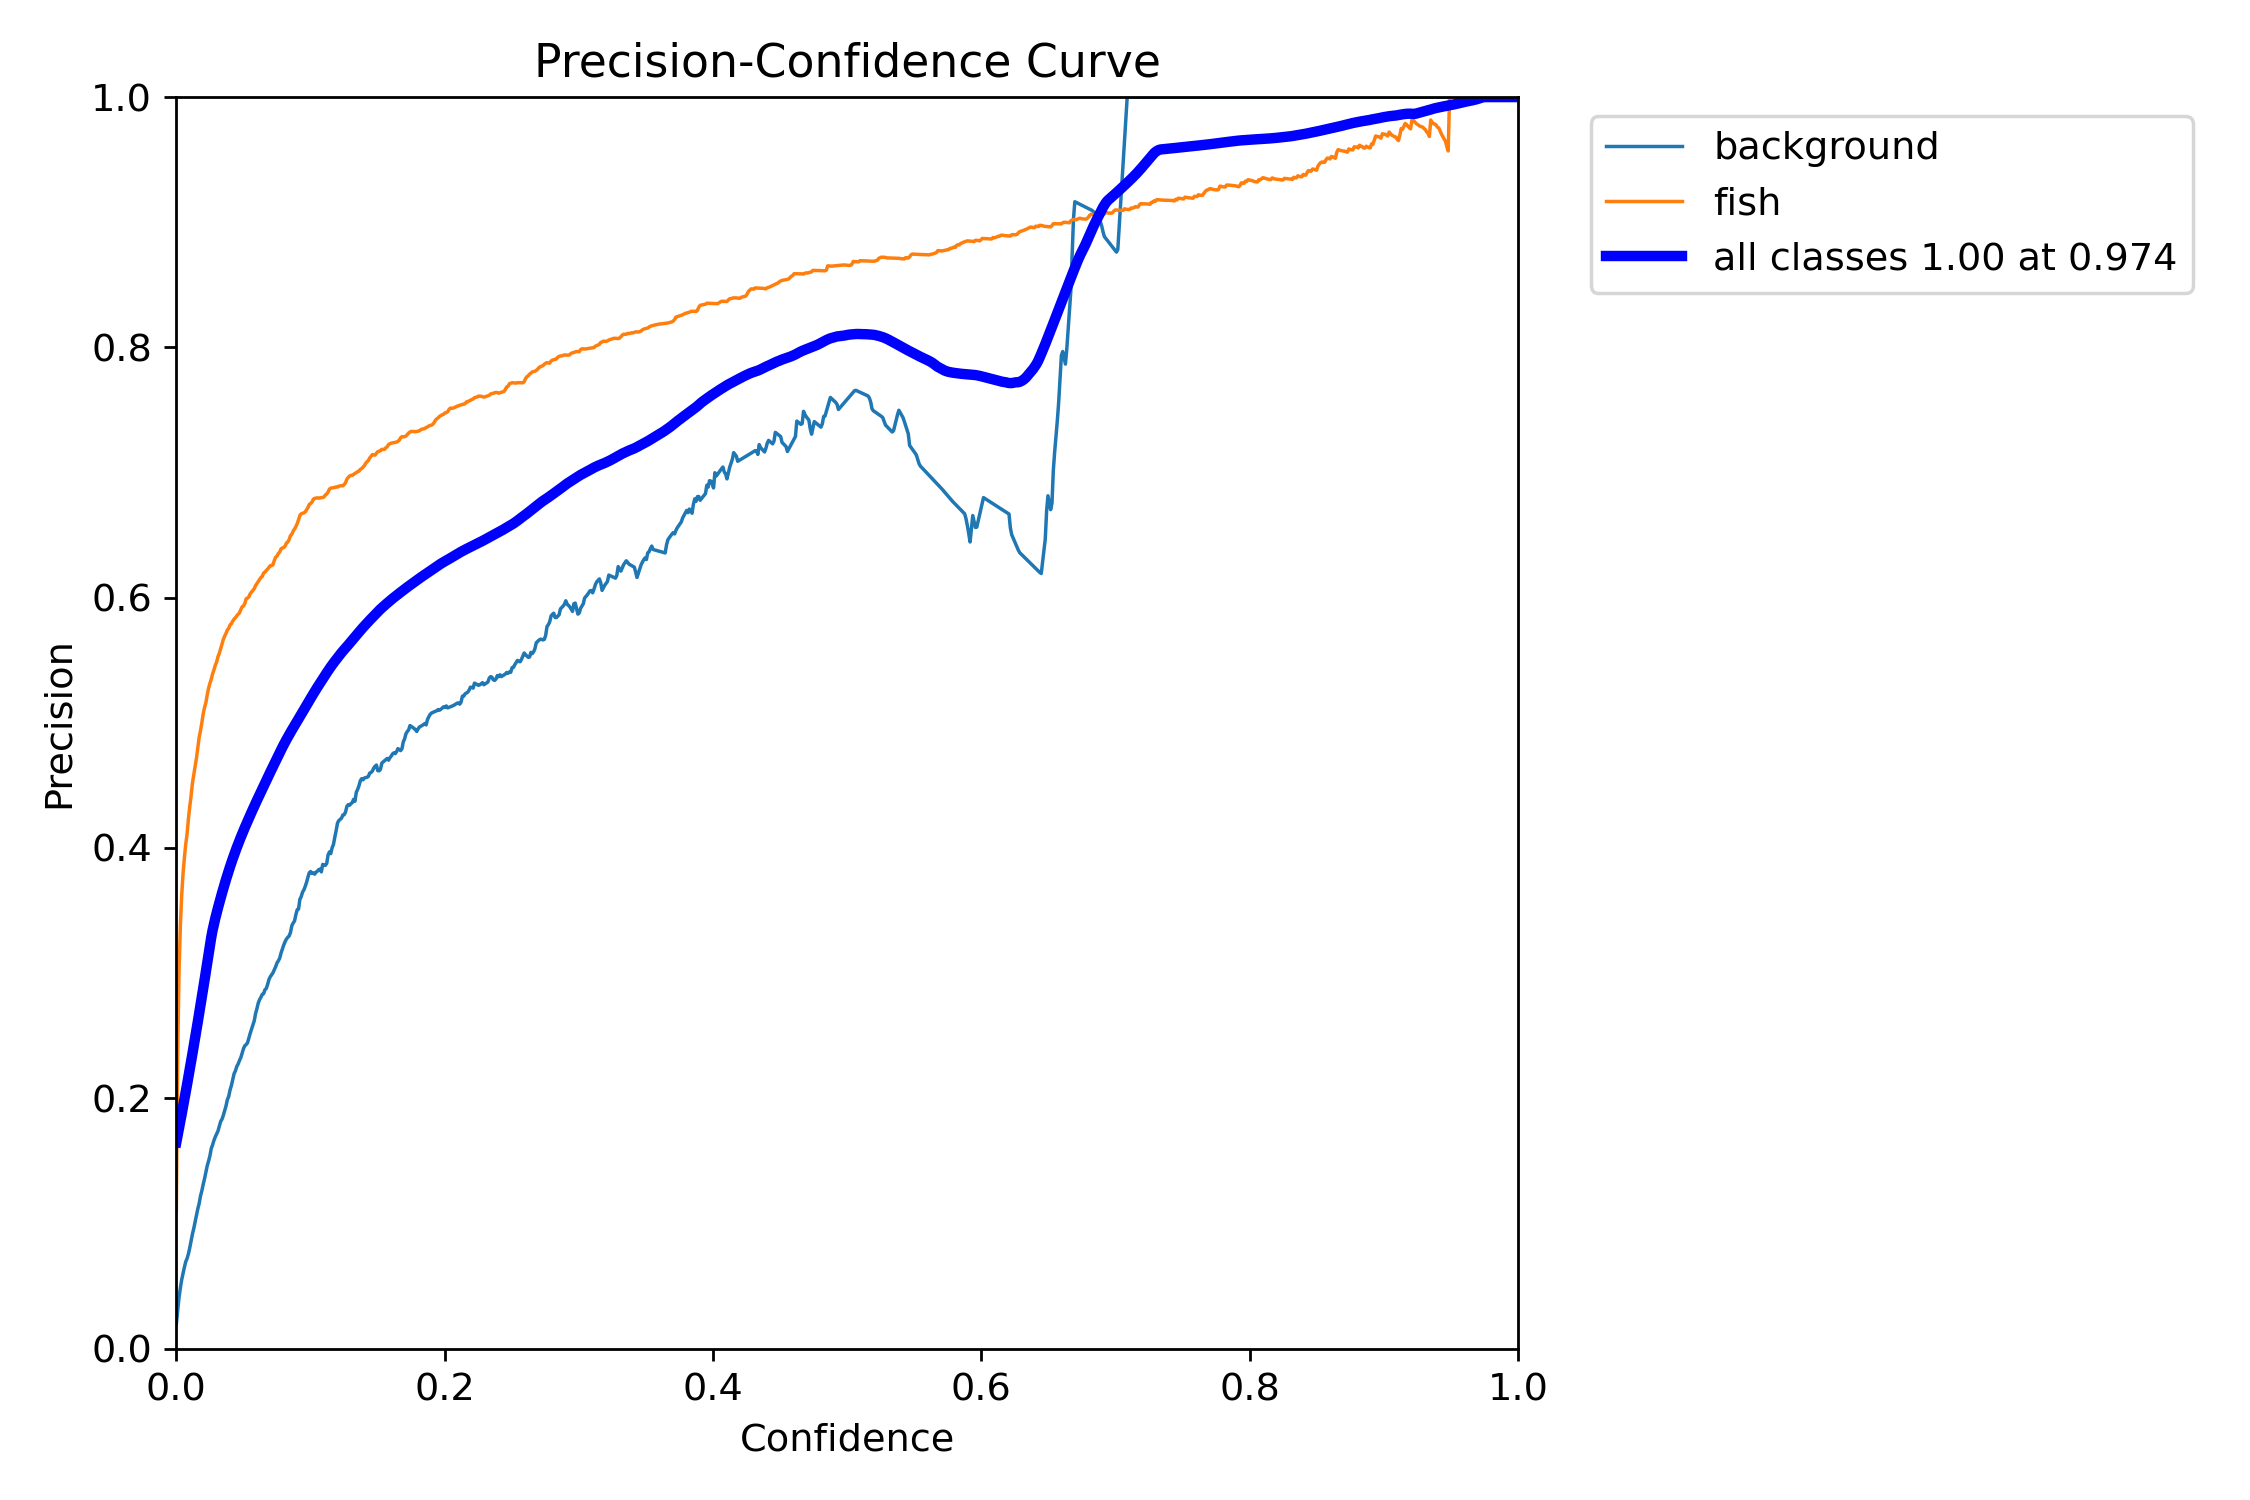 Precision-Confidence Curve
1.0
0.8
0.6
0.4
0.2
0.0
Precision
0.0 0.2 0.4 0.6 0.8 1.0
Confidence
background
fish
all classes 1.00 at 0.974